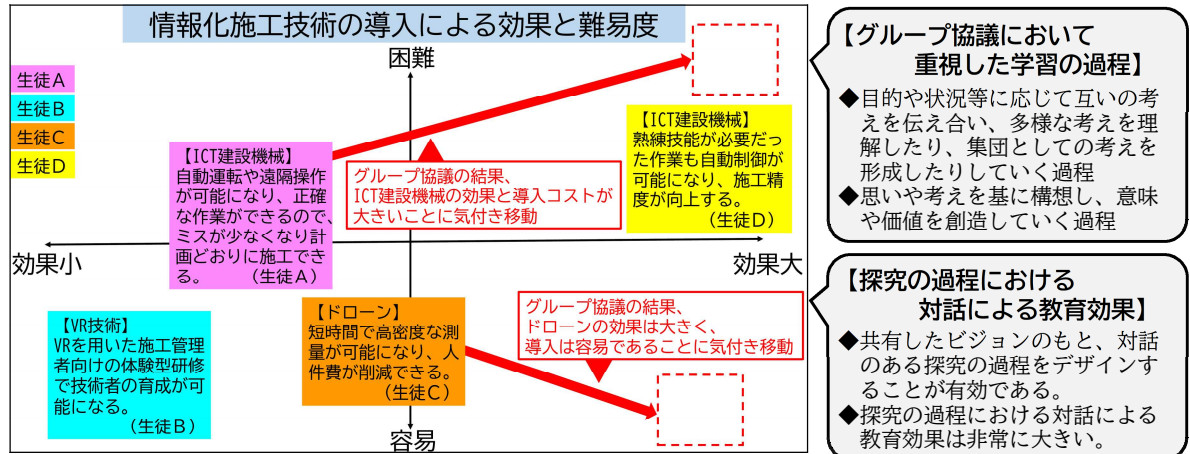 情報化施工技術の導入による効果と難易度
困難
生徒A
生徒B
生徒C
生徒D
【ICT建設機械】
自動運転や遠隔操作
が可能になり、正確
な作業ができるので、
ミスが少なくなり計
画どおりに施工でき
る。　　（生徒A）
グループ協議の結果、
ICT建設機械の効果と導入コストが
大きいことに気付き移動
【ICT建設機械】
熟練技能が必要だっ
た作業も自動制御が
可能になり、施工精
度が向上する。
（生徒D）
効果小
効果大
【VR技術】
VRを用いた施工管理
者向けの体験型研修
で技術者の育成が可
能になる。
（生徒B）
【ドローン】
短時間で高密度な測
量が可能になり、人
件費が削減できる。
（生徒C）
グループ協議の結果、
ドローンの効果は大きく、
導入は容易であることに気付き移動
容易
【グループ協議において
重視した学習の過程】
◆目的や状況等に応じて互いの考
えを伝え合い、多様な考えを理
解したり、集団としての考えを
形成したりしていく過程
◆思いや考えを基に構想し、意味
や価値を創造していく過程
【探究の過程における
対話による教育効果】
◆共有したビジョンのもと、対話
のある探究の過程をデザインす
ることが有効である。
◆探究の過程における対話による
教育効果は非常に大きい。